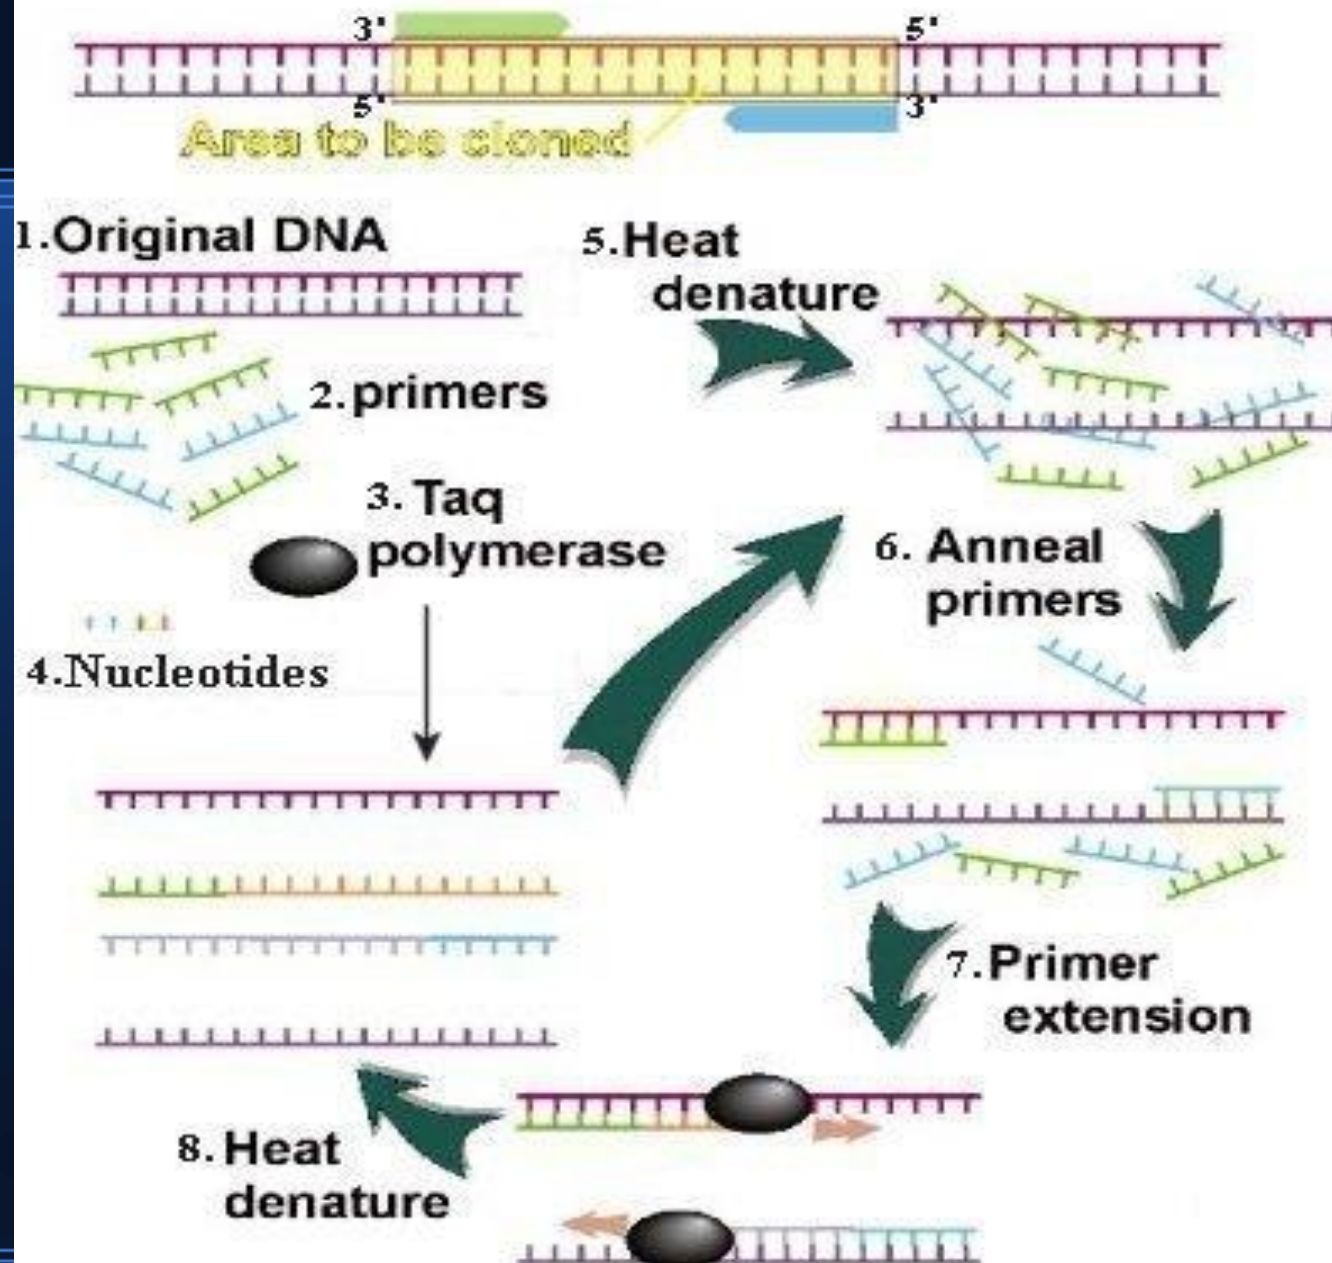 3' 5'
5' 3'
Area to be cloned
1.Original DNA
2.primers
3. Taq
polymerase
4.Nucleotides
5.Heat
denature
6. Anneal
primers
7.Primer
extension
8.Heat
denature